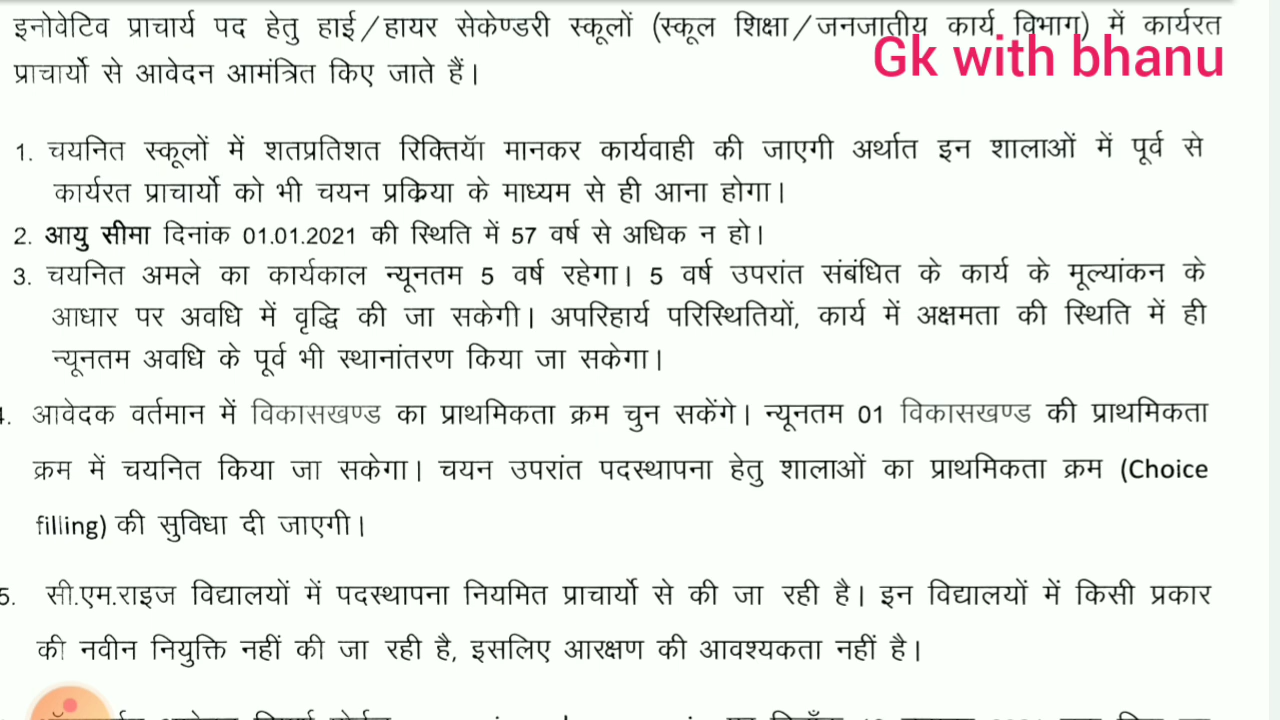 इनोवेटिव प्राचार्य पद हेतु हाई/हायर सेकेण्डरी स्कूलों (स्कूल शिक्षा/जनजातीय कार्य विभाग) में कार्यरत
Gk with bhanu
प्राचार्यो से आवेदन आमंत्रित किए जाते हैं।
1. चयनित स्कूलों में शतप्रतिशत रिक्तियॉ मानकर कार्यवाही की जाएगी अर्थात इन शालाओं में पूर्व से
कार्यरत प्राचार्यो को भी चयन प्रक्रिया के माध्यम से ही आना होगा।
2. आयु सीमा दिनांक 01.01.2021 की स्थिति में 57 वर्ष से अधिक न हो।
3. चयनित अमले का कार्यकाल न्यूनतम 5 वर्ष रहेगा। 5 वर्ष उपरांत संबंधित के कार्य के मूल्यांकन के
आधार पर अवधि में वृद्धि की जा सकेगी। अपरिहार्य परिस्थितियों, कार्य में अक्षमता की स्थिति में ही
न्यूनतम अवधि के पूर्व भी स्थानांतरण किया जा सकेगा।
4. आवेदक वर्तमान में विकासखण्ड का प्राथमिकता क्रम चुन सकेंगे। न्यूनतम 01 विकासखण्ड की प्राथमिकता
क्रम में चयनित किया जा सकेगा। चयन उपरांत पदस्थापना हेतु शालाओं का प्राथमिकता क्रम (Choice
filling) की सुविधा दी जाएगी।
5. सी.एम.राइज विद्यालयों में पदस्थापना नियमित प्राचार्यो से की जा रही है। इन विद्यालयों में किसी प्रकार
की नवीन नियुक्ति नहीं की जा रही है, इसलिए आरक्षण की आवश्यकता नहीं है।